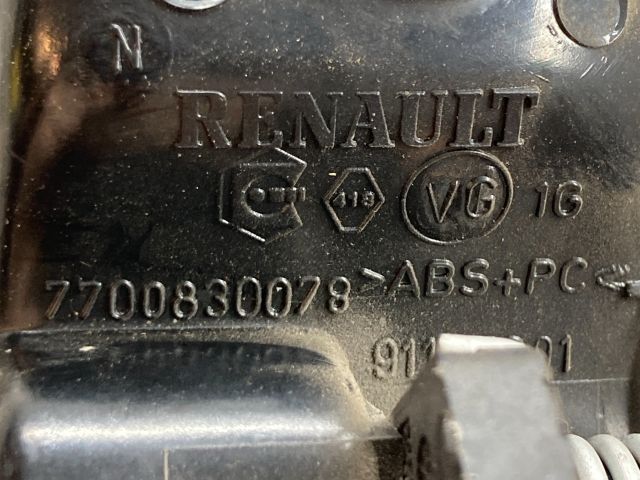 N
RENAULT
418 VG 1G
7700830078 >ABS+PC<